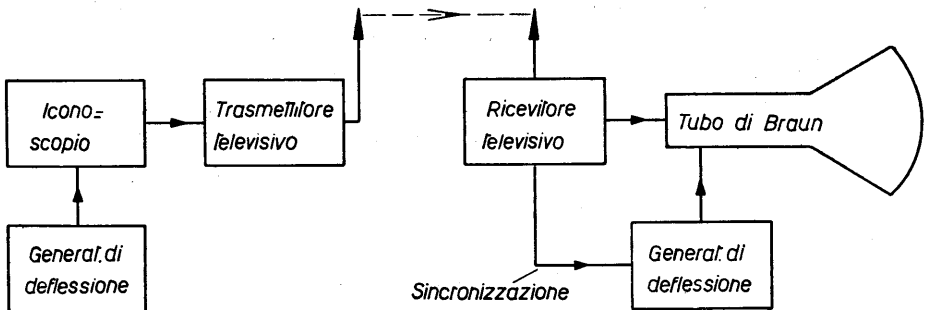 Icono=
scopio
Trasmettitore
televisivo
Ricevitore
televisivo
Tubo di Braun
Generat. di
deflessione
Generat. di
deflessione
Sincronizzazione